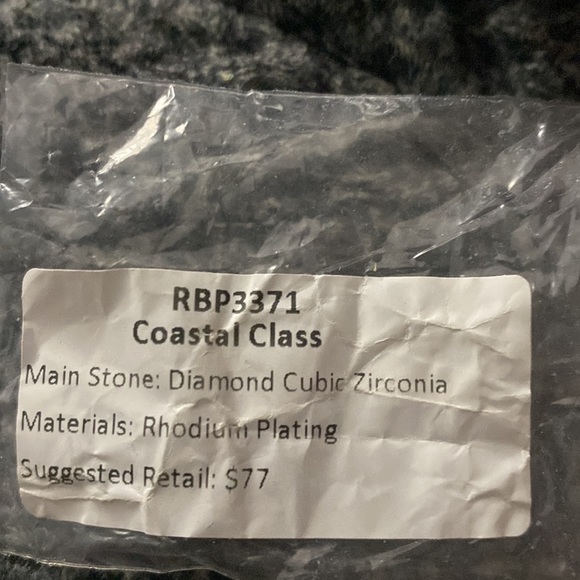 RBP3371
Coastal Class
Main Stone: Diamond Cubic Zirconia
Materials: Rhodium Plating
Suggested Retail: $77